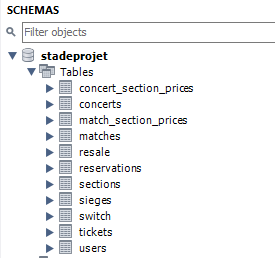 SCHEMAS
Filter objects
stadeprojet
Tables
concert_section_prices
concerts
match_section_prices
matches
resale
reservations
sections
sieges
switch
tickets
users